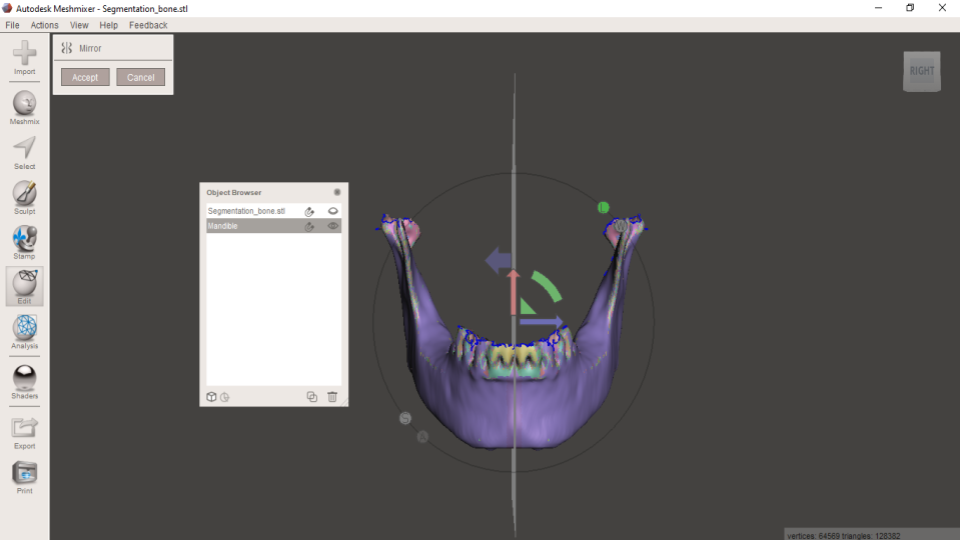 Autodesk Meshmixer - Segmentation_bone.stl
File Actions View Help Feedback
Mirror
Accept Cancel
Import
Meshmix
Select
Sculpt
Stamp
Edit
Analysis
Shaders
Export
Print
Object Browser
Segmentation_bone.stl
Mandible
L
W
S
A
RIGHT
vertices: 64569 triangles: 128382